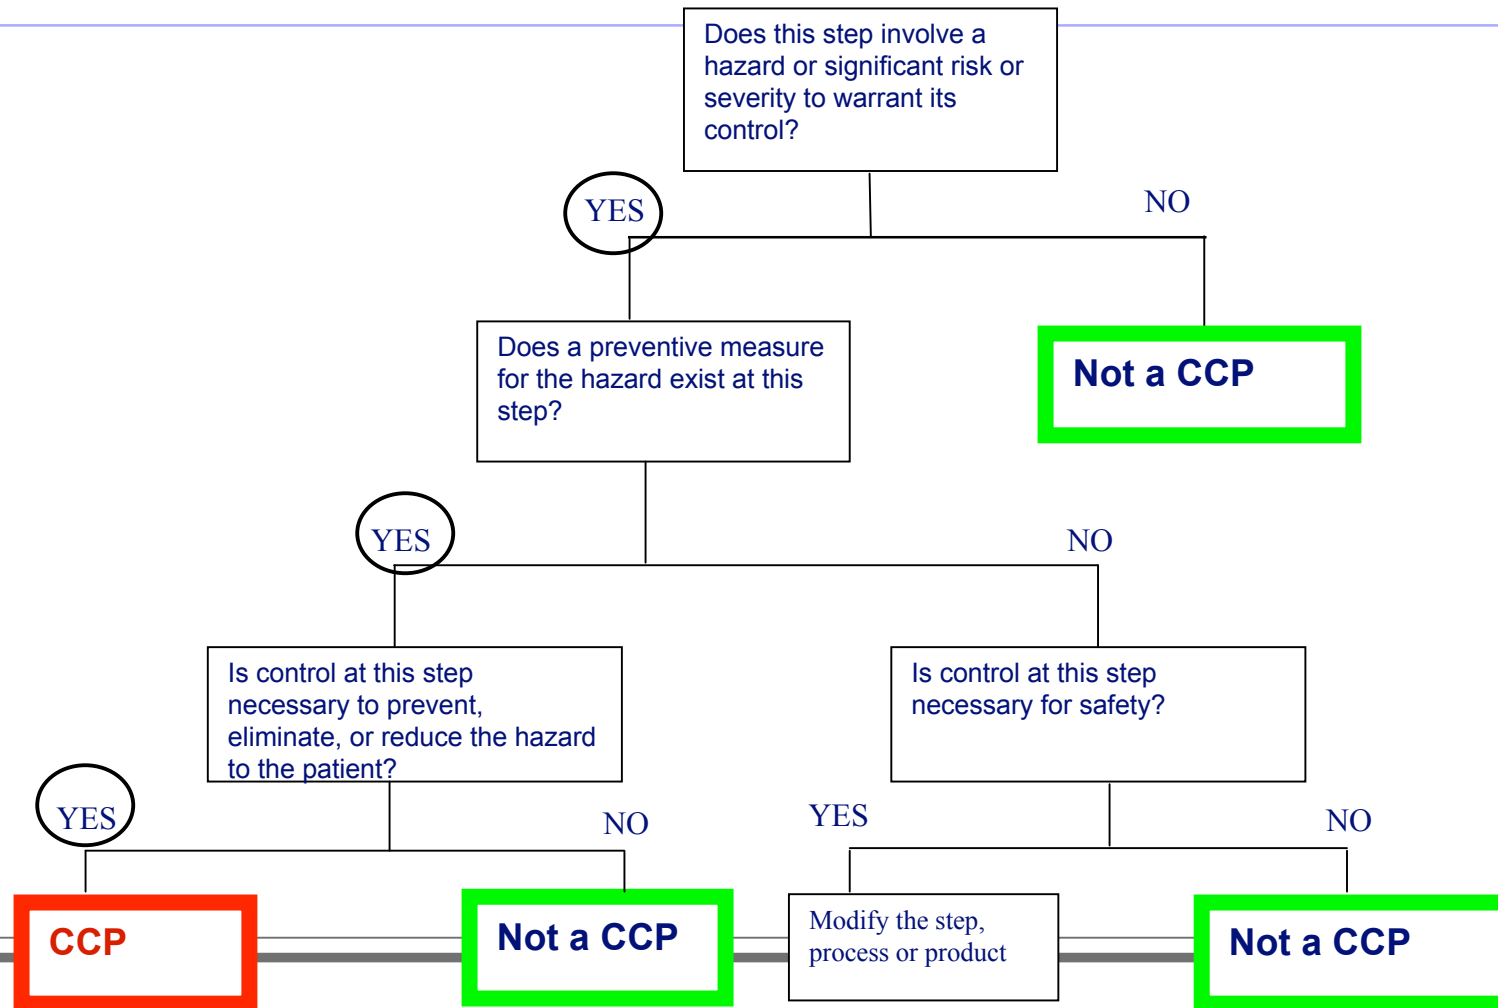 Does this step involve a
hazard or significant risk or
severity to warrant its
control?
YES
NO
Does a preventive measure
for the hazard exist at this
step?
Not a CCP
YES
NO
Is control at this step
necessary to prevent,
eliminate, or reduce the hazard
to the patient?
Is control at this step
necessary for safety?
YES
NO
YES
NO
CCP
Not a CCP
Modify the step,
process or product
Not a CCP